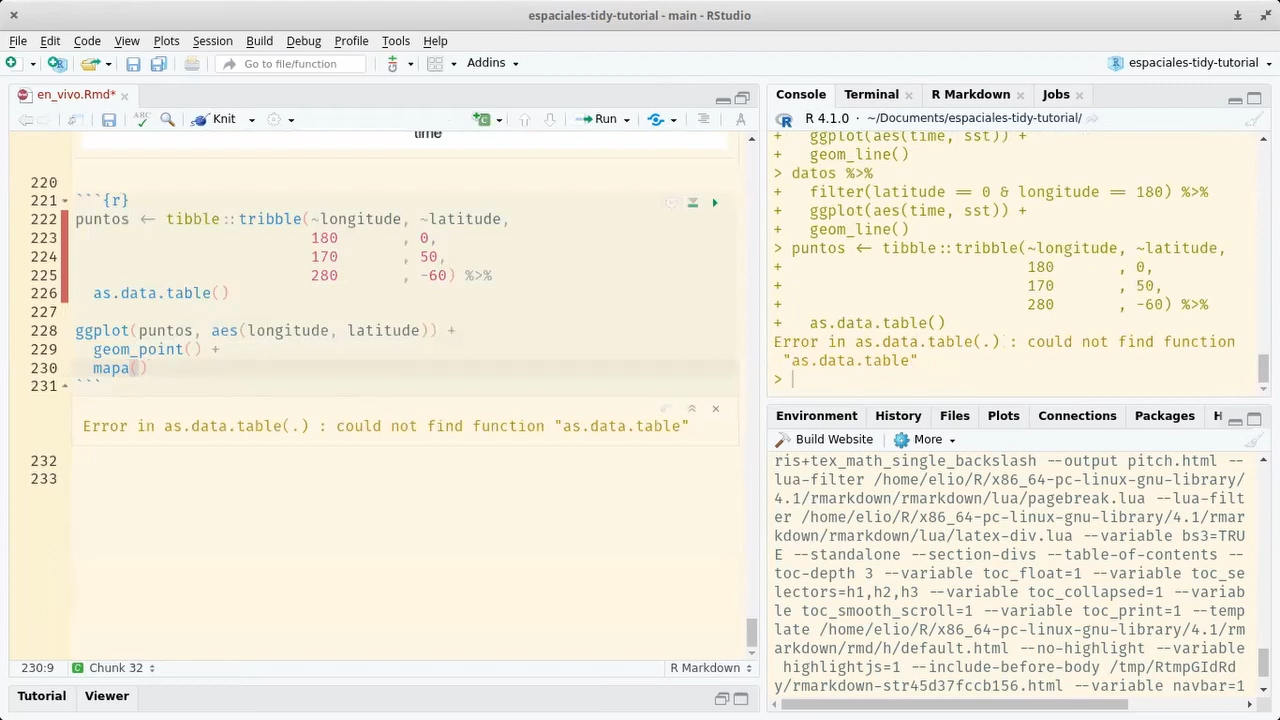 espaciales-tidy-tutorial - main - RStudio
File Edit Code View Plots Session Build Debug Profile Tools Help
Go to file/function Addins espaciales-tidy-tutorial
en_vivo.Rmd*
ABC Knit Run
time
220
221 ```{r}
222 puntos <- tibble::tribble(~longitude, ~latitude,
223 180 , 0,
224 170 , 50,
225 280 , -60) %>%
226 as.data.table()
227
228 ggplot(puntos, aes(longitude, latitude)) +
229 geom_point() +
230 mapa()
231 ```
Error in as.data.table(.) : could not find function "as.data.table"
232
233
230:9 Chunk 32 R Markdown
Tutorial Viewer
Console Terminal R Markdown Jobs
R 4.1.0 · ~/Documents/espaciales-tidy-tutorial/
+ ggplot(aes(time, sst)) +
+ geom_line()
> datos %>%
+ filter(latitude == 0 & longitude == 180) %>%
+ ggplot(aes(time, sst)) +
+ geom_line()
> puntos <- tibble::tribble(~longitude, ~latitude,
+ 180 , 0,
+ 170 , 50,
+ 280 , -60) %>%
+ as.data.table()
Error in as.data.table(.) : could not find function
"as.data.table"
>
Environment History Files Plots Connections Packages H
Build Website More
ris+tex_math_single_backslash --output pitch.html --
lua-filter /home/elio/R/x86_64-pc-linux-gnu-library/
4.1/rmarkdown/rmarkdown/lua/pagebreak.lua --lua-filt
er /home/elio/R/x86_64-pc-linux-gnu-library/4.1/rmar
kdown/rmarkdown/lua/latex-div.lua --variable bs3=TRU
E --standalone --section-divs --table-of-contents --
toc-depth 3 --variable toc_float=1 --variable toc_se
lectors=h1,h2,h3 --variable toc_collapsed=1 --variab
le toc_smooth_scroll=1 --variable toc_print=1 --temp
late /home/elio/R/x86_64-pc-linux-gnu-library/4.1/rm
arkdown/rmd/h/default.html --no-highlight --variable
highlightjs=1 --include-before-body /tmp/RtmpGIdRd
y/rmarkdown-str45d37fccb156.html --variable navbar=1